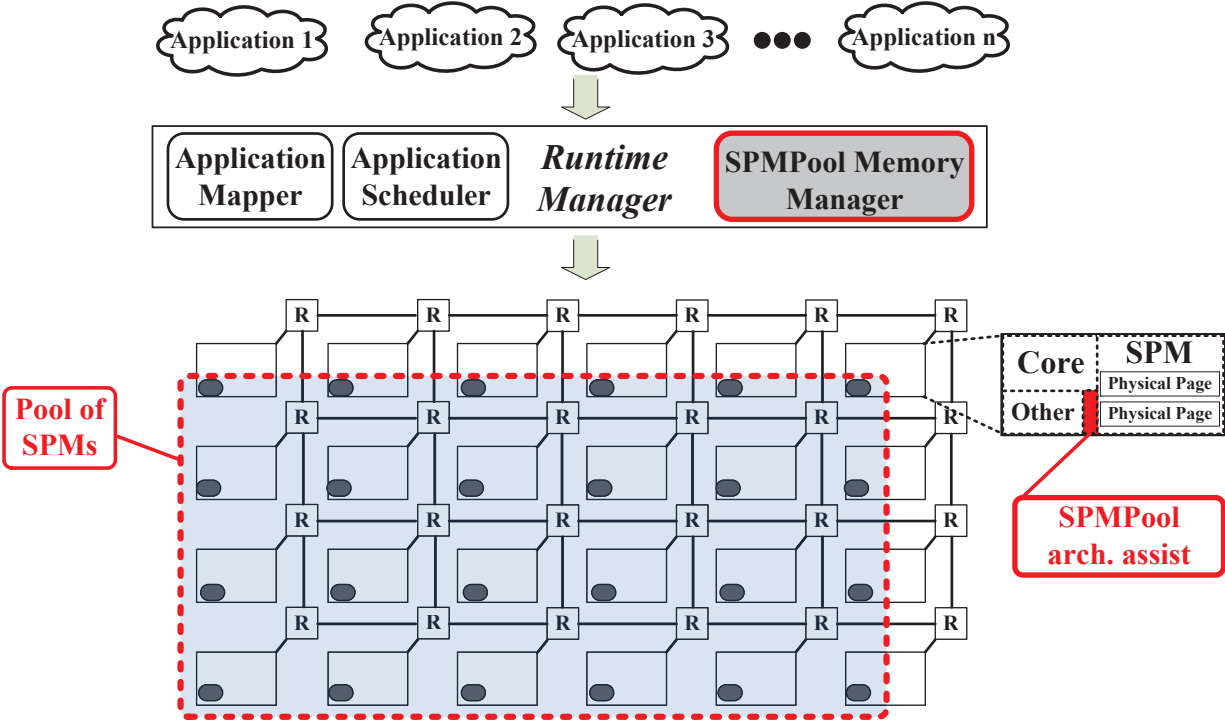 Application 1
Application 2
Application 3
Application n
Application
Mapper
Application
Scheduler
Runtime
Manager
SPMPool Memory
Manager
R R R R R R
Core
SPM
Physical Page
Other
Physical Page
Pool of
SPMs
R R R R R R
SPMPool
arch. assist
R R R R R R
R R R R R R